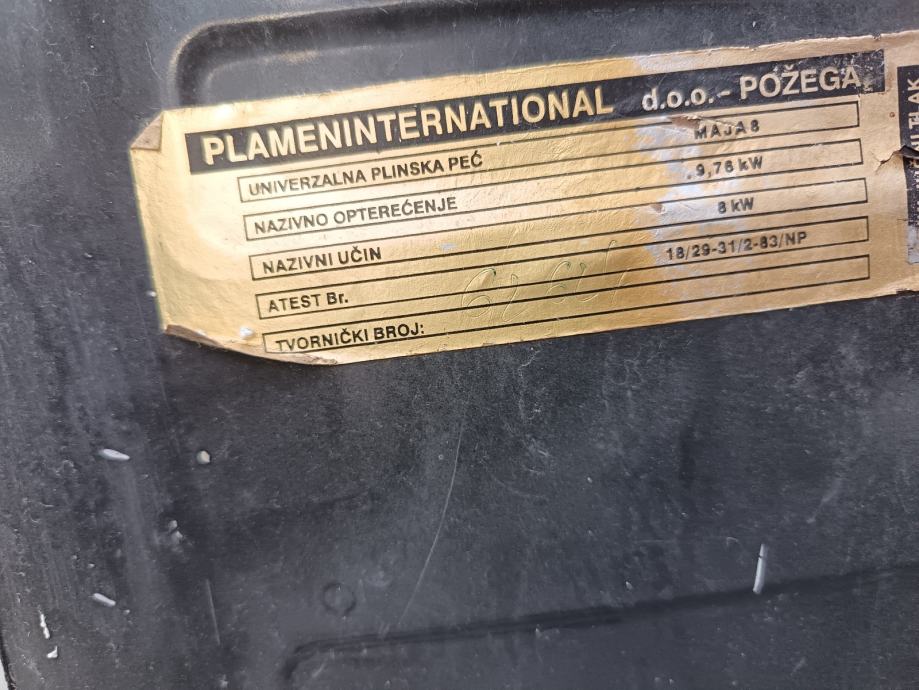 PLAMENINTERNATIONAL d.o.o.- POŽEGA
UNIVERZALNA PLINSKA PEĆ MAJA 8
NAZIVNO OPTEREĆENJE 9,76 kW
NAZIVNI UČIN 8 kW
ATEST Br. 18/29-31/2-83/NP
TVORNIČKI BROJ: